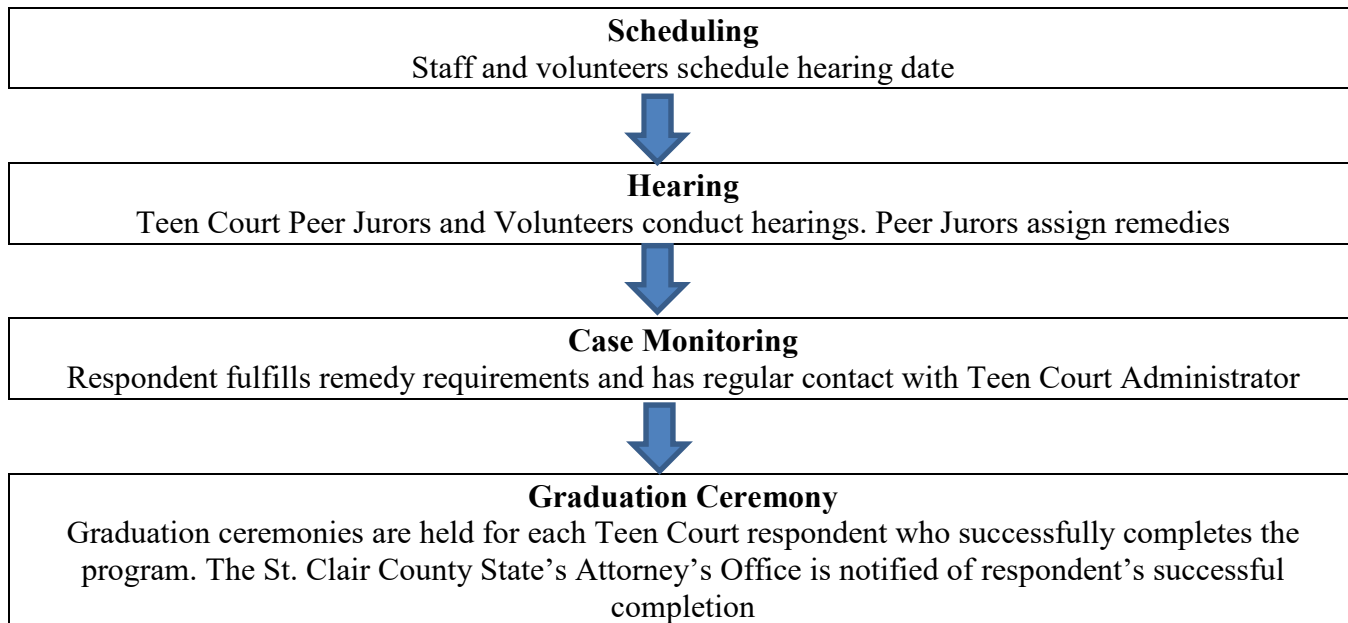 Scheduling
Staff and volunteers schedule hearing date
Hearing
Teen Court Peer Jurors and Volunteers conduct hearings. Peer Jurors assign remedies
Case Monitoring
Respondent fulfills remedy requirements and has regular contact with Teen Court Administrator
Graduation Ceremony
Graduation ceremonies are held for each Teen Court respondent who successfully completes the
program. The St. Clair County State’s Attorney’s Office is notified of respondent’s successful
completion